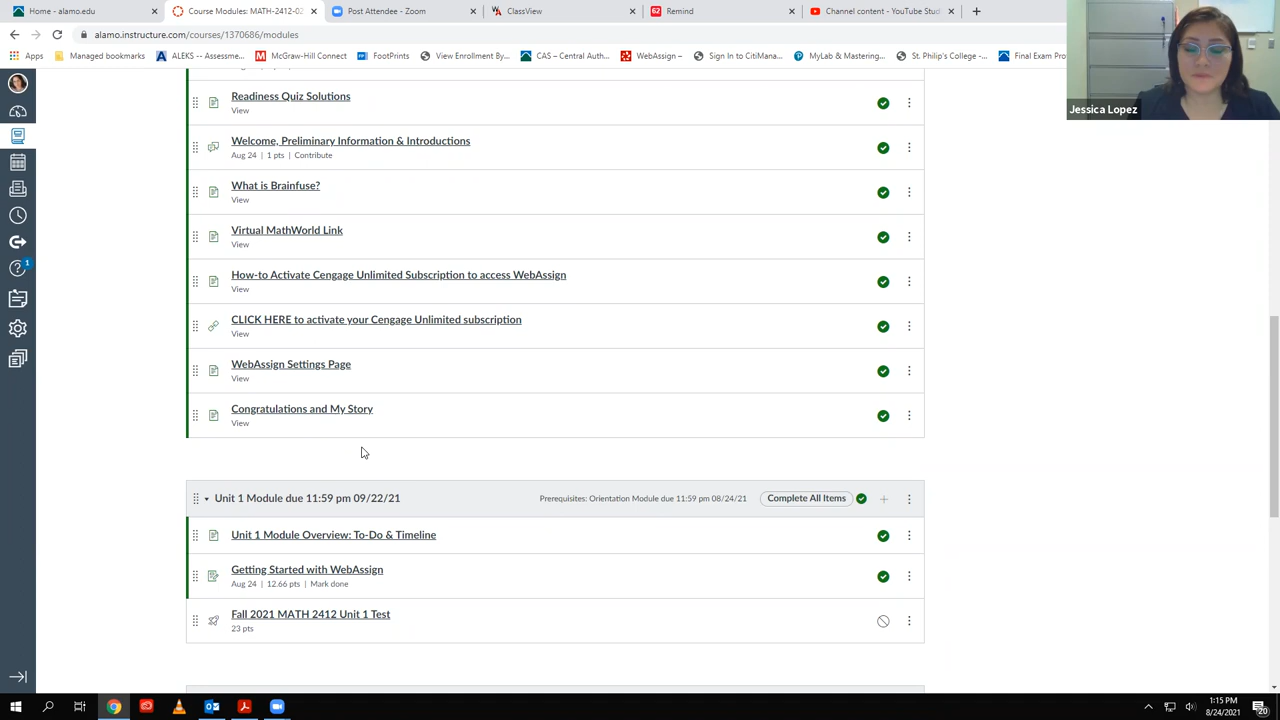 Home - alamo.edu
Course Modules: MATH-2412-02
Post Attendee - Zoom
ClassView
62 Remind
Channel content - YouTube Stud
alamo.instructure.com/courses/1370686/modules
Apps
Managed bookmarks
ALEKS -- Assessme...
McGraw-Hill Connect
FootPrints
View Enrollment By...
CAS – Central Auth...
WebAssign –
Sign In to CitiMana...
MyLab & Mastering...
St. Philip's College -...
Final Exam Pro
Jessica Lopez
Readiness Quiz Solutions
View
Welcome, Preliminary Information & Introductions
Aug 24 | 1 pts | Contribute
What is Brainfuse?
View
Virtual MathWorld Link
View
1
How-to Activate Cengage Unlimited Subscription to access WebAssign
View
CLICK HERE to activate your Cengage Unlimited subscription
View
WebAssign Settings Page
View
Congratulations and My Story
View
Unit 1 Module due 11:59 pm 09/22/21
Prerequisites: Orientation Module due 11:59 pm 08/24/21
Complete All Items
Unit 1 Module Overview: To-Do & Timeline
Getting Started with WebAssign
Aug 24 | 12.66 pts | Mark done
Fall 2021 MATH 2412 Unit 1 Test
23 pts
1:15 PM
8/24/2021
20